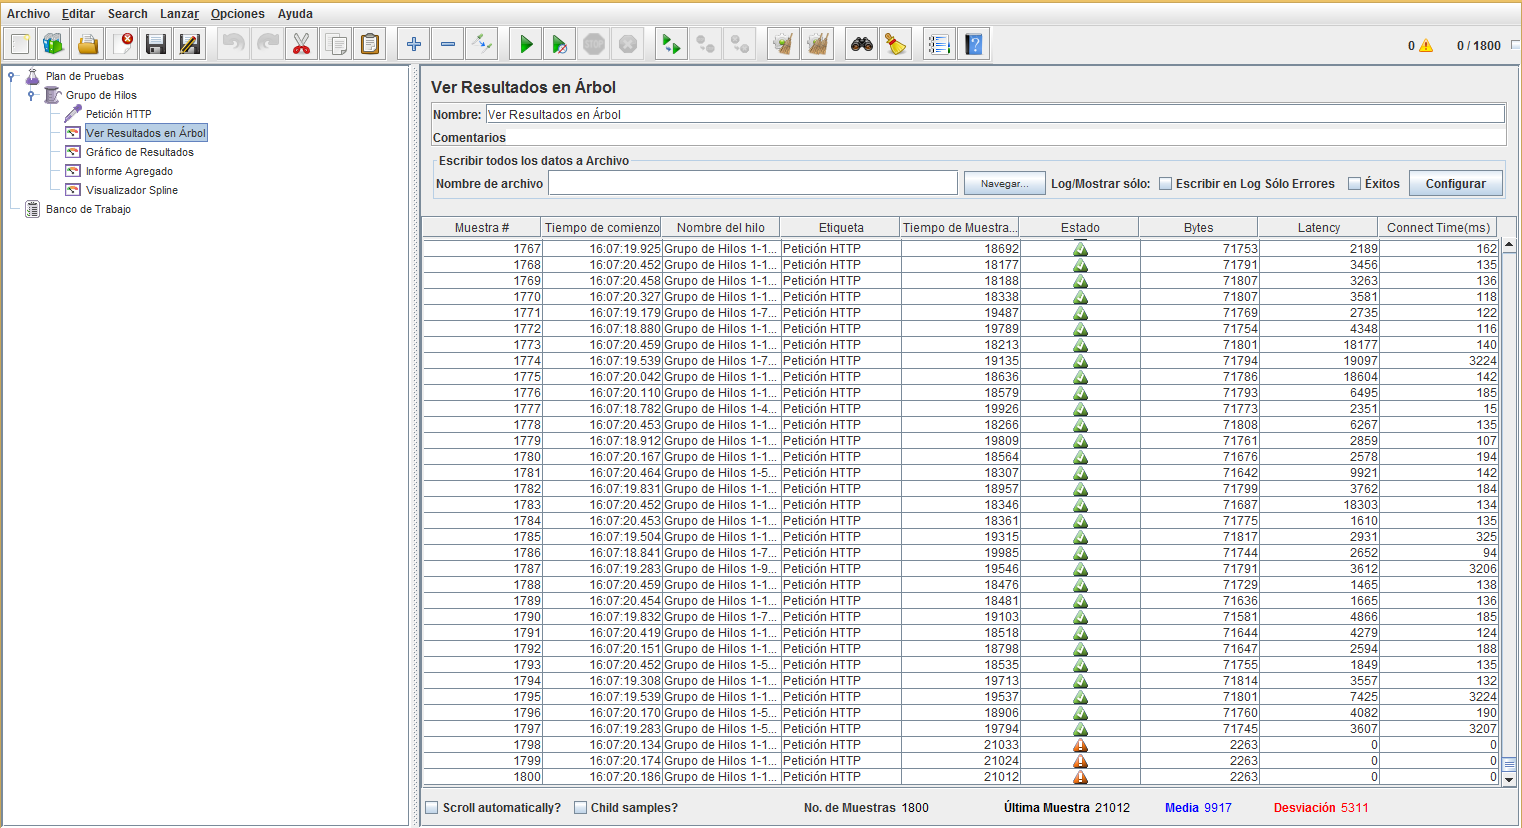 Archivo Editar Search Lanzar Opciones Ayuda
STOP
0 0 / 1800
Plan de Pruebas
Grupo de Hilos
Petición HTTP
Ver Resultados en Árbol
Gráfico de Resultados
Informe Agregado
Visualizador Spline
Banco de Trabajo
Ver Resultados en Árbol
Nombre: Ver Resultados en Árbol
Comentarios
Escribir todos los datos a Archivo
Nombre de archivo Navegar... Log/Mostrar sólo: Escribir en Log Sólo Errores Éxitos Configurar
Muestra # Tiempo de comienzo Nombre del hilo Etiqueta Tiempo de Muestra... Estado Bytes Latency Connect Time(ms)
1767 16:07:19.925 Grupo de Hilos 1-1... Petición HTTP 18692 71753 2189 162
1768 16:07:20.452 Grupo de Hilos 1-1... Petición HTTP 18177 71791 3456 135
1769 16:07:20.458 Grupo de Hilos 1-1... Petición HTTP 18188 71807 3263 136
1770 16:07:20.327 Grupo de Hilos 1-1... Petición HTTP 18338 71807 3581 118
1771 16:07:19.179 Grupo de Hilos 1-7... Petición HTTP 19487 71769 2735 122
1772 16:07:18.880 Grupo de Hilos 1-1... Petición HTTP 19789 71754 4348 116
1773 16:07:20.459 Grupo de Hilos 1-1... Petición HTTP 18213 71801 18177 140
1774 16:07:19.539 Grupo de Hilos 1-7... Petición HTTP 19135 71794 19097 3224
1775 16:07:20.042 Grupo de Hilos 1-1... Petición HTTP 18636 71786 18604 142
1776 16:07:20.110 Grupo de Hilos 1-1... Petición HTTP 18579 71793 6495 185
1777 16:07:18.782 Grupo de Hilos 1-4... Petición HTTP 19926 71773 2351 15
1778 16:07:20.453 Grupo de Hilos 1-1... Petición HTTP 18266 71808 6267 135
1779 16:07:18.912 Grupo de Hilos 1-1... Petición HTTP 19809 71761 2859 107
1780 16:07:20.167 Grupo de Hilos 1-1... Petición HTTP 18564 71676 2578 194
1781 16:07:20.464 Grupo de Hilos 1-5... Petición HTTP 18307 71642 9921 142
1782 16:07:19.831 Grupo de Hilos 1-1... Petición HTTP 18957 71799 3762 184
1783 16:07:20.452 Grupo de Hilos 1-1... Petición HTTP 18346 71687 18303 134
1784 16:07:20.453 Grupo de Hilos 1-1... Petición HTTP 18361 71775 1610 135
1785 16:07:19.504 Grupo de Hilos 1-1... Petición HTTP 19315 71817 2931 325
1786 16:07:18.841 Grupo de Hilos 1-7... Petición HTTP 19985 71744 2652 94
1787 16:07:19.283 Grupo de Hilos 1-9... Petición HTTP 19546 71791 3612 3206
1788 16:07:20.459 Grupo de Hilos 1-1... Petición HTTP 18476 71729 1465 138
1789 16:07:20.454 Grupo de Hilos 1-1... Petición HTTP 18481 71636 1665 136
1790 16:07:19.832 Grupo de Hilos 1-7... Petición HTTP 19103 71581 4866 185
1791 16:07:20.419 Grupo de Hilos 1-1... Petición HTTP 18518 71644 4279 124
1792 16:07:20.151 Grupo de Hilos 1-1... Petición HTTP 18798 71647 2594 188
1793 16:07:20.452 Grupo de Hilos 1-5... Petición HTTP 18535 71755 1849 135
1794 16:07:19.308 Grupo de Hilos 1-1... Petición HTTP 19713 71814 3557 132
1795 16:07:19.539 Grupo de Hilos 1-1... Petición HTTP 19537 71801 7425 3224
1796 16:07:20.170 Grupo de Hilos 1-5... Petición HTTP 18906 71760 4082 190
1797 16:07:19.283 Grupo de Hilos 1-5... Petición HTTP 19794 71745 3607 3207
1798 16:07:20.134 Grupo de Hilos 1-1... Petición HTTP 21033 2263 0 0
1799 16:07:20.174 Grupo de Hilos 1-1... Petición HTTP 21024 2263 0 0
1800 16:07:20.186 Grupo de Hilos 1-1... Petición HTTP 21012 2263 0 0
Scroll automatically? Child samples? No. de Muestras 1800 Última Muestra 21012 Media 9917 Desviación 5311